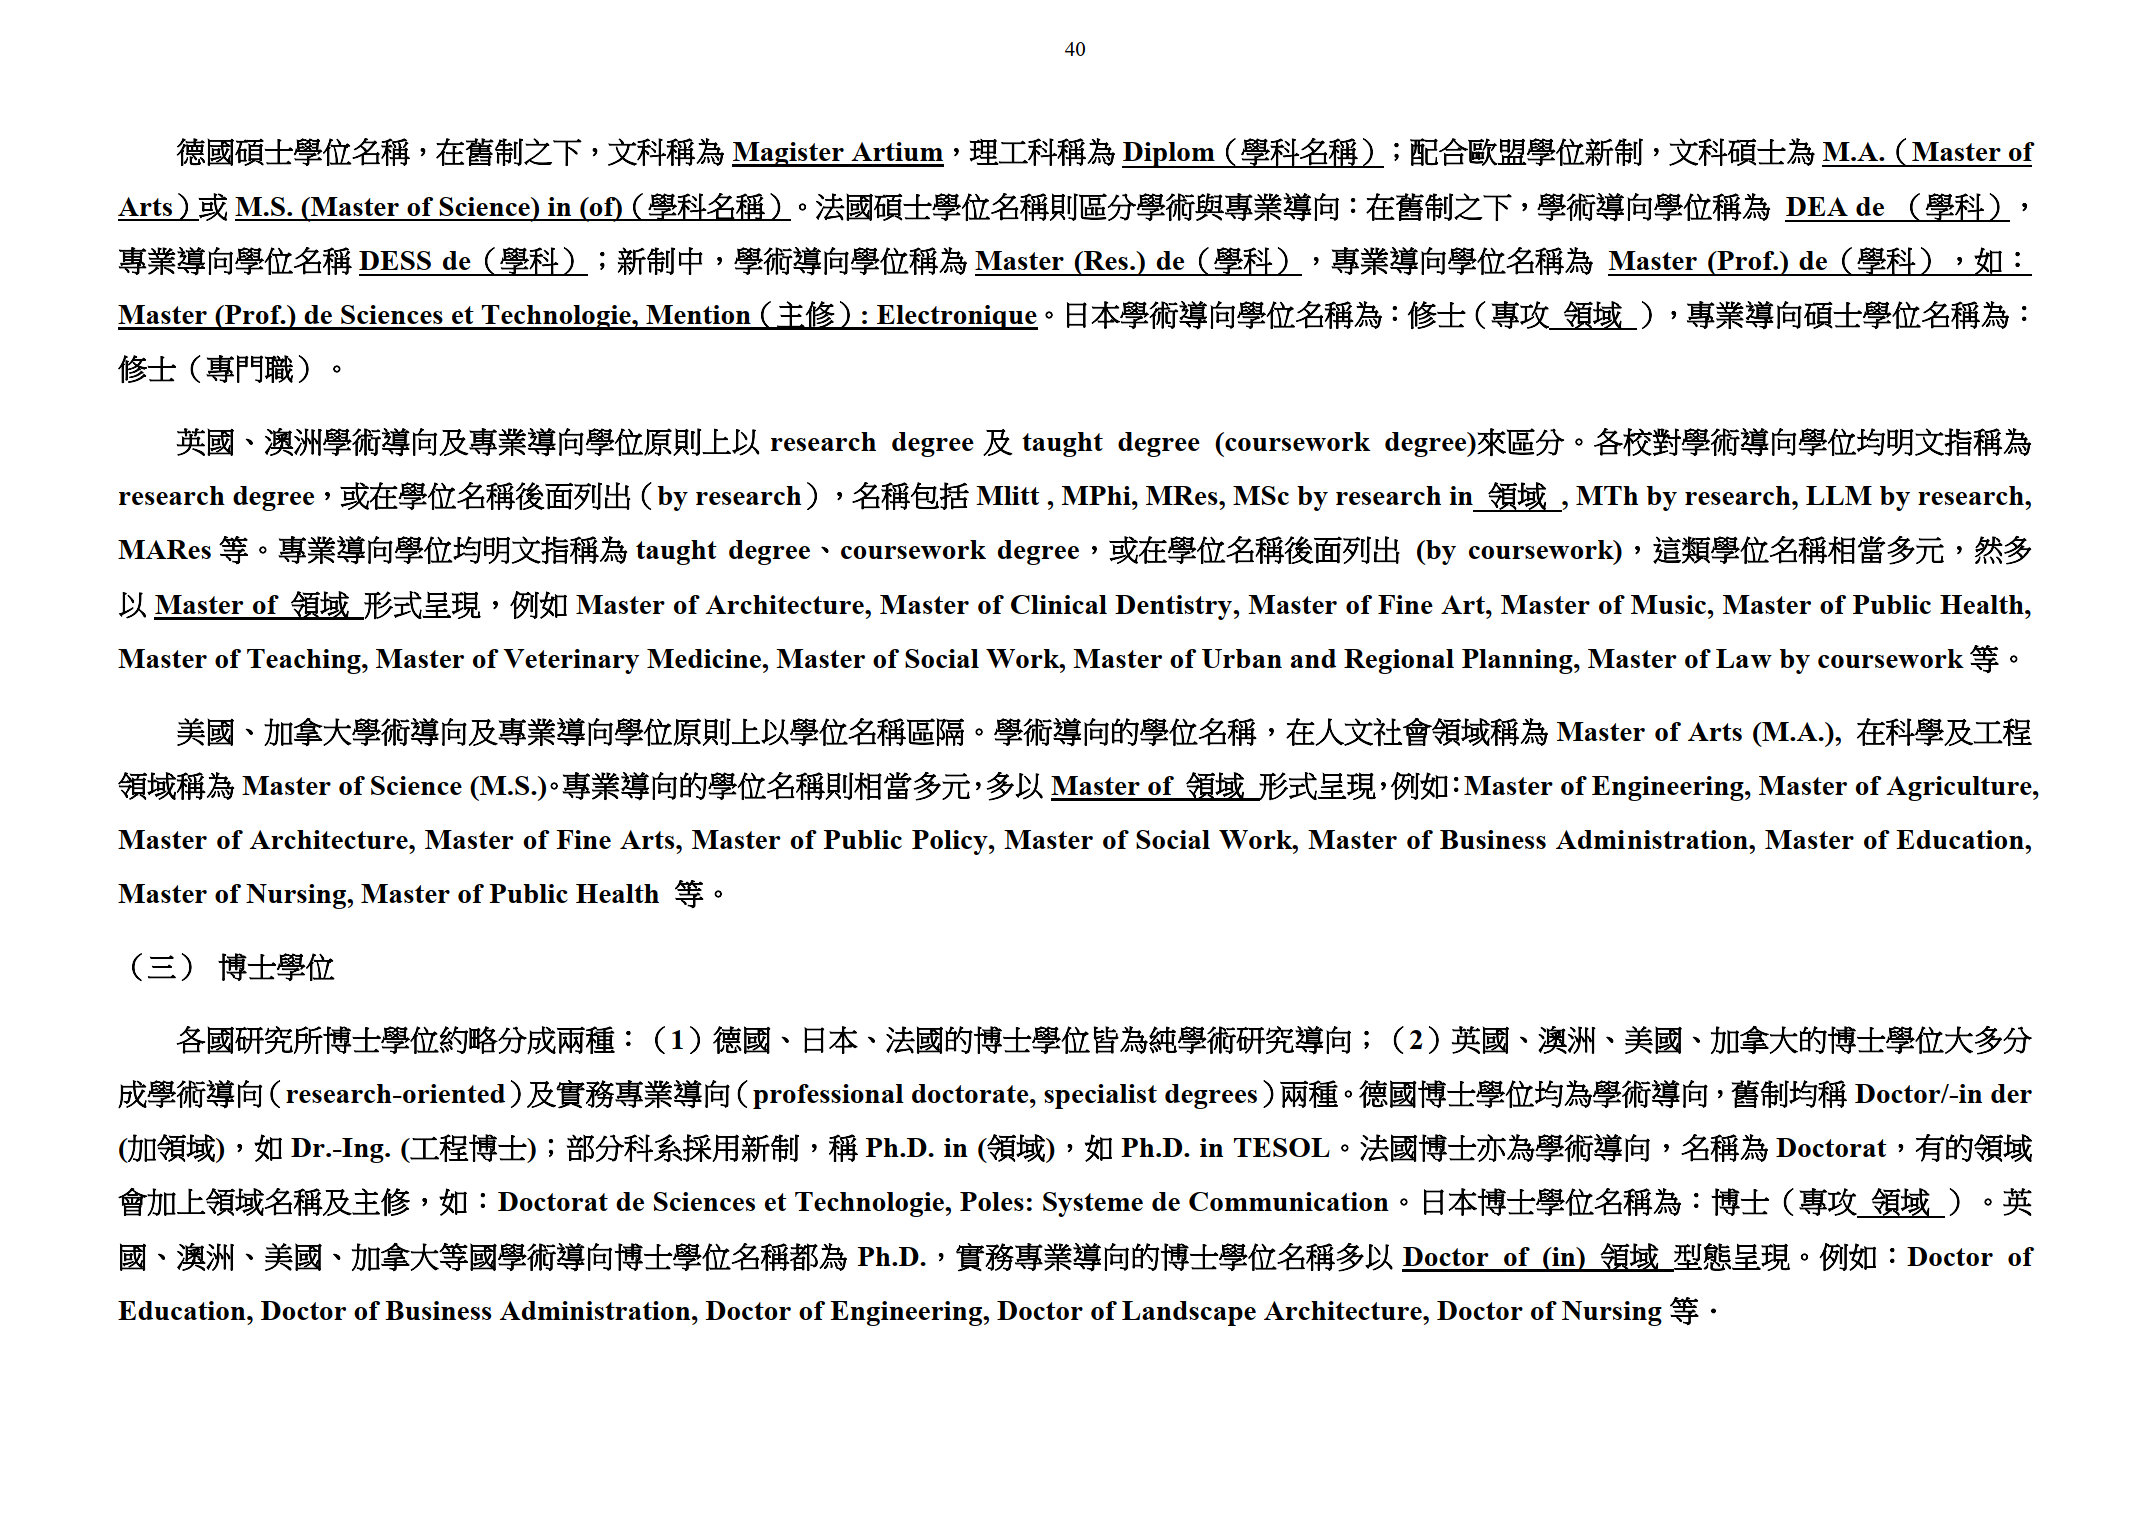 40
德國碩士學位名稱，在舊制之下，文科稱為 Magister Artium，理工科稱為 Diplom（學科名稱）；配合歐盟學位新制，文科碩士為 M.A.（Master of
Arts）或 M.S. (Master of Science) in (of)（學科名稱）。法國碩士學位名稱則區分學術與專業導向：在舊制之下，學術導向學位稱為 DEA de （學科），
專業導向學位名稱 DESS de（學科）；新制中，學術導向學位稱為 Master (Res.) de（學科），專業導向學位名稱為 Master (Prof.) de（學科），如：
Master (Prof.) de Sciences et Technologie, Mention（主修）: Electronique。日本學術導向學位名稱為：修士（專攻 領域 ），專業導向碩士學位名稱為：
修士（專門職）。
英國、澳洲學術導向及專業導向學位原則上以 research degree 及 taught degree (coursework degree)來區分。各校對學術導向學位均明文指稱為
research degree，或在學位名稱後面列出（by research），名稱包括 Mlitt , MPhi, MRes, MSc by research in 領域 , MTh by research, LLM by research,
MARes 等。專業導向學位均明文指稱為 taught degree、coursework degree，或在學位名稱後面列出 (by coursework)，這類學位名稱相當多元，然多
以 Master of 領域 形式呈現，例如 Master of Architecture, Master of Clinical Dentistry, Master of Fine Art, Master of Music, Master of Public Health,
Master of Teaching, Master of Veterinary Medicine, Master of Social Work, Master of Urban and Regional Planning, Master of Law by coursework 等。
美國、加拿大學術導向及專業導向學位原則上以學位名稱區隔。學術導向的學位名稱，在人文社會領域稱為 Master of Arts (M.A.), 在科學及工程
領域稱為 Master of Science (M.S.)。專業導向的學位名稱則相當多元，多以 Master of 領域 形式呈現，例如：Master of Engineering, Master of Agriculture,
Master of Architecture, Master of Fine Arts, Master of Public Policy, Master of Social Work, Master of Business Administration, Master of Education,
Master of Nursing, Master of Public Health 等。
（三） 博士學位
各國研究所博士學位約略分成兩種：（1）德國、日本、法國的博士學位皆為純學術研究導向；（2）英國、澳洲、美國、加拿大的博士學位大多分
成學術導向（research-oriented）及實務專業導向（professional doctorate, specialist degrees）兩種。德國博士學位均為學術導向，舊制均稱 Doctor/-in der
(加領域)，如 Dr.-Ing. (工程博士)；部分科系採用新制，稱 Ph.D. in (領域)，如 Ph.D. in TESOL。法國博士亦為學術導向，名稱為 Doctorat，有的領域
會加上領域名稱及主修，如：Doctorat de Sciences et Technologie, Poles: Systeme de Communication。日本博士學位名稱為：博士（專攻 領域 ）。英
國、澳洲、美國、加拿大等國學術導向博士學位名稱都為 Ph.D.，實務專業導向的博士學位名稱多以 Doctor of (in) 領域 型態呈現。例如：Doctor of
Education, Doctor of Business Administration, Doctor of Engineering, Doctor of Landscape Architecture, Doctor of Nursing 等．